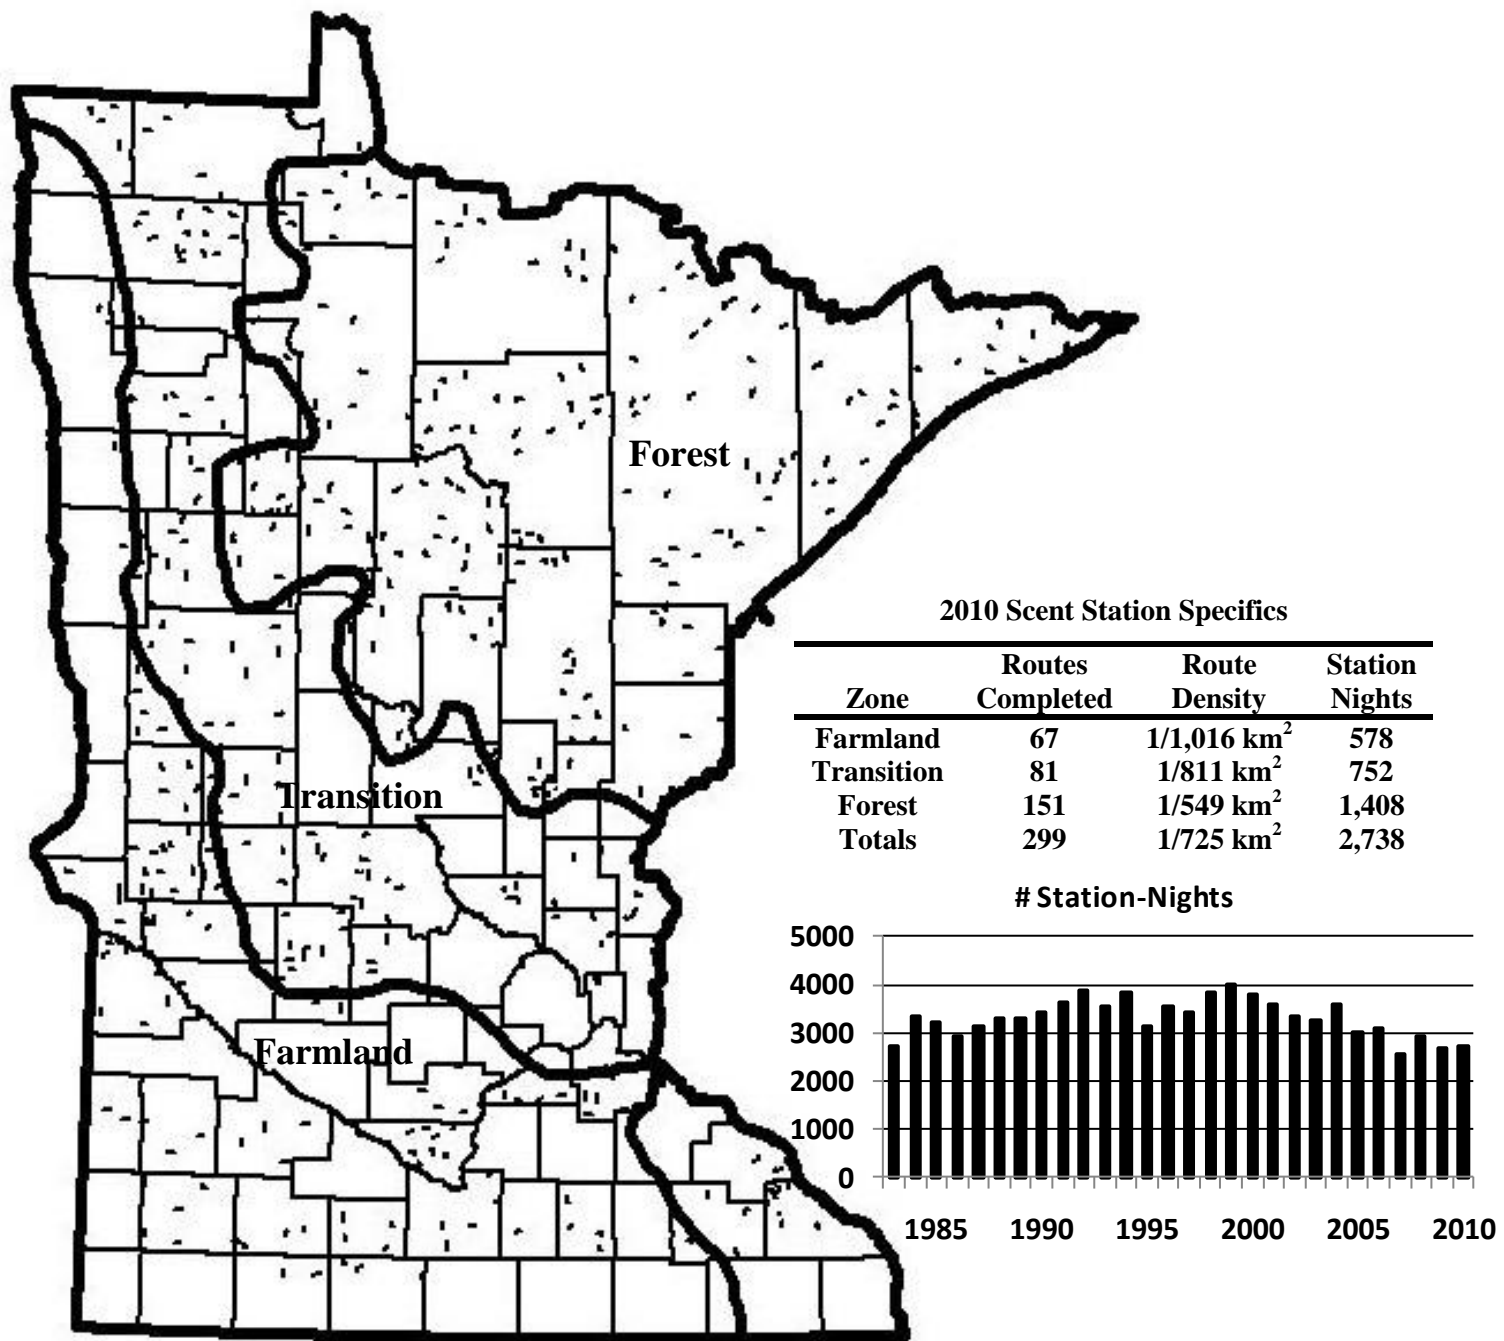 Forest
Transition
Farmland
2010 Scent Station Specifics
Routes Route Station
Zone Completed Density Nights
Farmland 67 1/1,016 km² 578
Transition 81 1/811 km² 752
Forest 151 1/549 km² 1,408
Totals 299 1/725 km² 2,738
# Station-Nights
5000
4000
3000
2000
1000
0
1985 1990 1995 2000 2005 2010